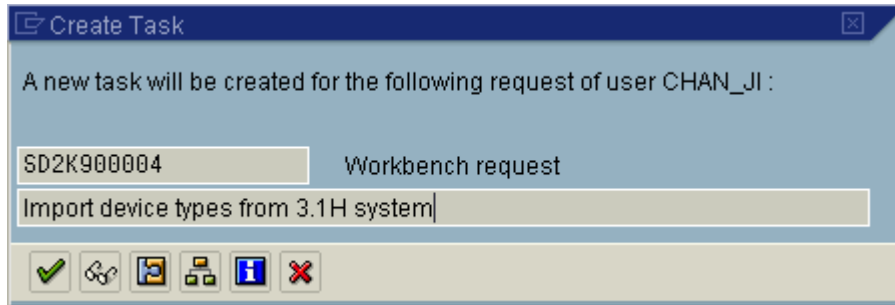 Create Task
A new task will be created for the following request of user CHAN_JI :
SD2K900004 Workbench request
Import device types from 3.1H system